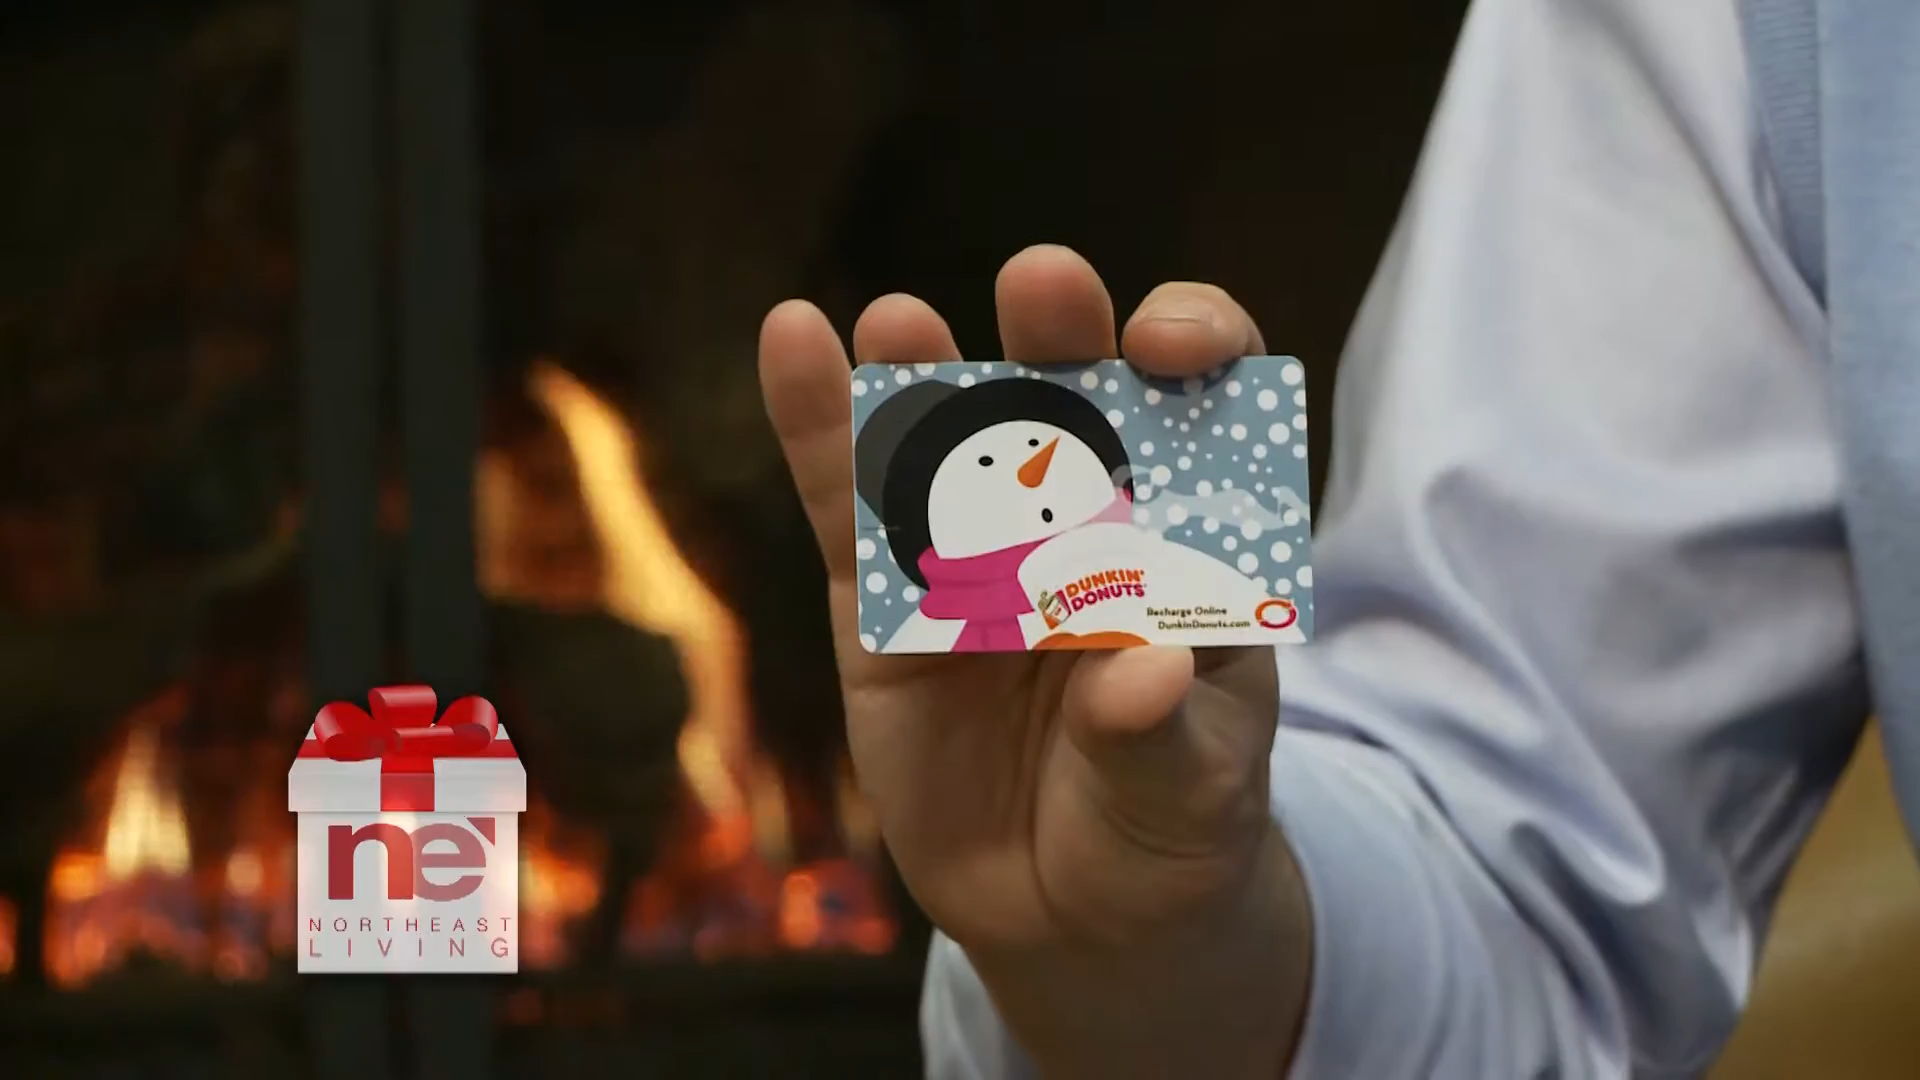 DUNKIN'
DONUTS
Recharge Online
DunkinDonuts.com
ne
NORTHEAST
LIVING